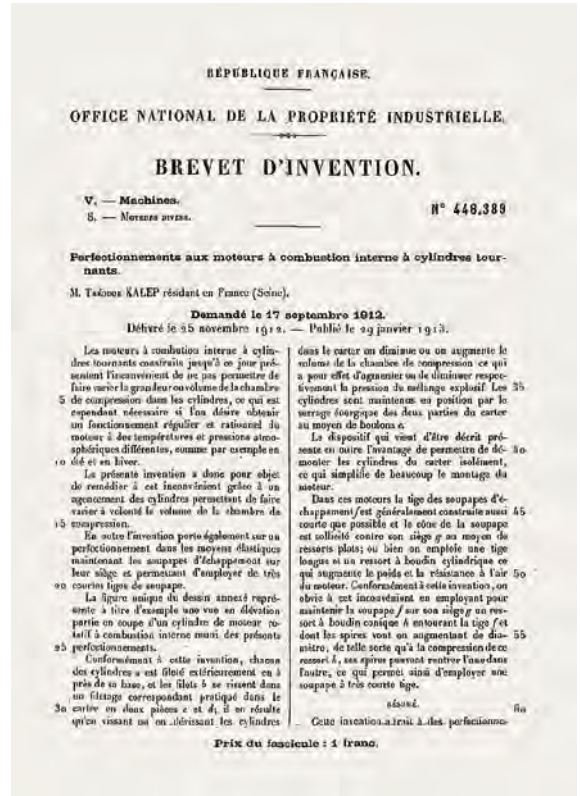 RÉPUBLIQUE FRANÇAISE.
OFFICE NATIONAL DE LA PROPRIÉTÉ INDUSTRIELLE.
BREVET D'INVENTION.
V. — Machines.
8. — Moteurs divers.
N° 448.389
Perfectionnements aux moteurs à combustion interne à cylindres tour-
nants.
M. Théodor KALEP résidant en France (Seine).
Demandé le 17 septembre 1912.
Délivré le 25 novembre 1912. — Publié le 29 janvier 1913.
Les moteurs à combustion interne à cylin-
dres tournants construits jusqu'à ce jour pré-
sentent l'inconvénient de ne pas permettre de
faire varier la grandeur ou volume de la chambre
5 de compression dans les cylindres, ce qui est
cependant nécessaire si l'on désire obtenir
un fonctionnement régulier et rationnel du
moteur à des températures et pressions atmo-
sphériques différentes, comme par exemple en
10 été et en hiver.
La présente invention a donc pour objet
de remédier à cet inconvénient grâce à un
agencement des cylindres permettant de faire
varier à volonté le volume de la chambre de
15 compression.
En outre l'invention porte également sur un
perfectionnement dans les moyens élastiques
maintenant les soupapes d'échappement sur
leur siège et permettant d'employer de très
20 courtes tiges de soupape.
La figure unique du dessin annexé repré-
sente à titre d'exemple une vue en élévation
partie en coupe d'un cylindre de moteur ro-
tatif à combustion interne muni des présents
25 perfectionnements.
Conformément à cette invention, chacun
des cylindres a est fileté extérieurement en b
près de sa base, et les filets b se vissent dans
un filetage correspondant pratiqué dans le
30 carter en deux pièces c et d; il en résulte
qu'en vissant ou en dévissant les cylindres
dans le carter on diminue ou on augmente le
volume de la chambre de compression ce qui
a pour effet d'agmenter ou de diminuer respec-
tivement la pression du mélange explosif. Les 35
cylindres sont maintenus en position par le
serrage énergique des deux parties du carter
au moyen de boulons e.
Le dispositif qui vient d'être décrit pré-
sente en outre l'avantage de permettre de dé- 40
monter les cylindres du carter isolément,
ce qui simplifie de beaucoup le montage du
moteur.
Dans ces moteurs la tige des soupapes d'é-
chappement f est généralement construite aussi 45
courte que possible et le cône de la soupape
est sollicité contre son siège g au moyen de
ressorts plats; ou bien on emploie une tige
longue et un ressort à boudin cylindrique ce
qui augmente le poids et la résistance à l'air 50
du moteur. Conformément à cette invention, on
obvie à cet inconvénient en employant pour
maintenir la soupape f sur son siège g un res-
sort à boudin conique h entourant la tige f et
dont les spires vont en augmentant de dia- 55
mètre, de telle sorte qu'à la compression de ce
ressort h, ses spires peuvent rentrer l'une dans
l'autre, ce qui permet ainsi d'employer une
soupape à très courte tige.
RÉSUMÉ. 60
Cette invention a trait à des perfectionne-
Prix du fascicule : 1 franc.